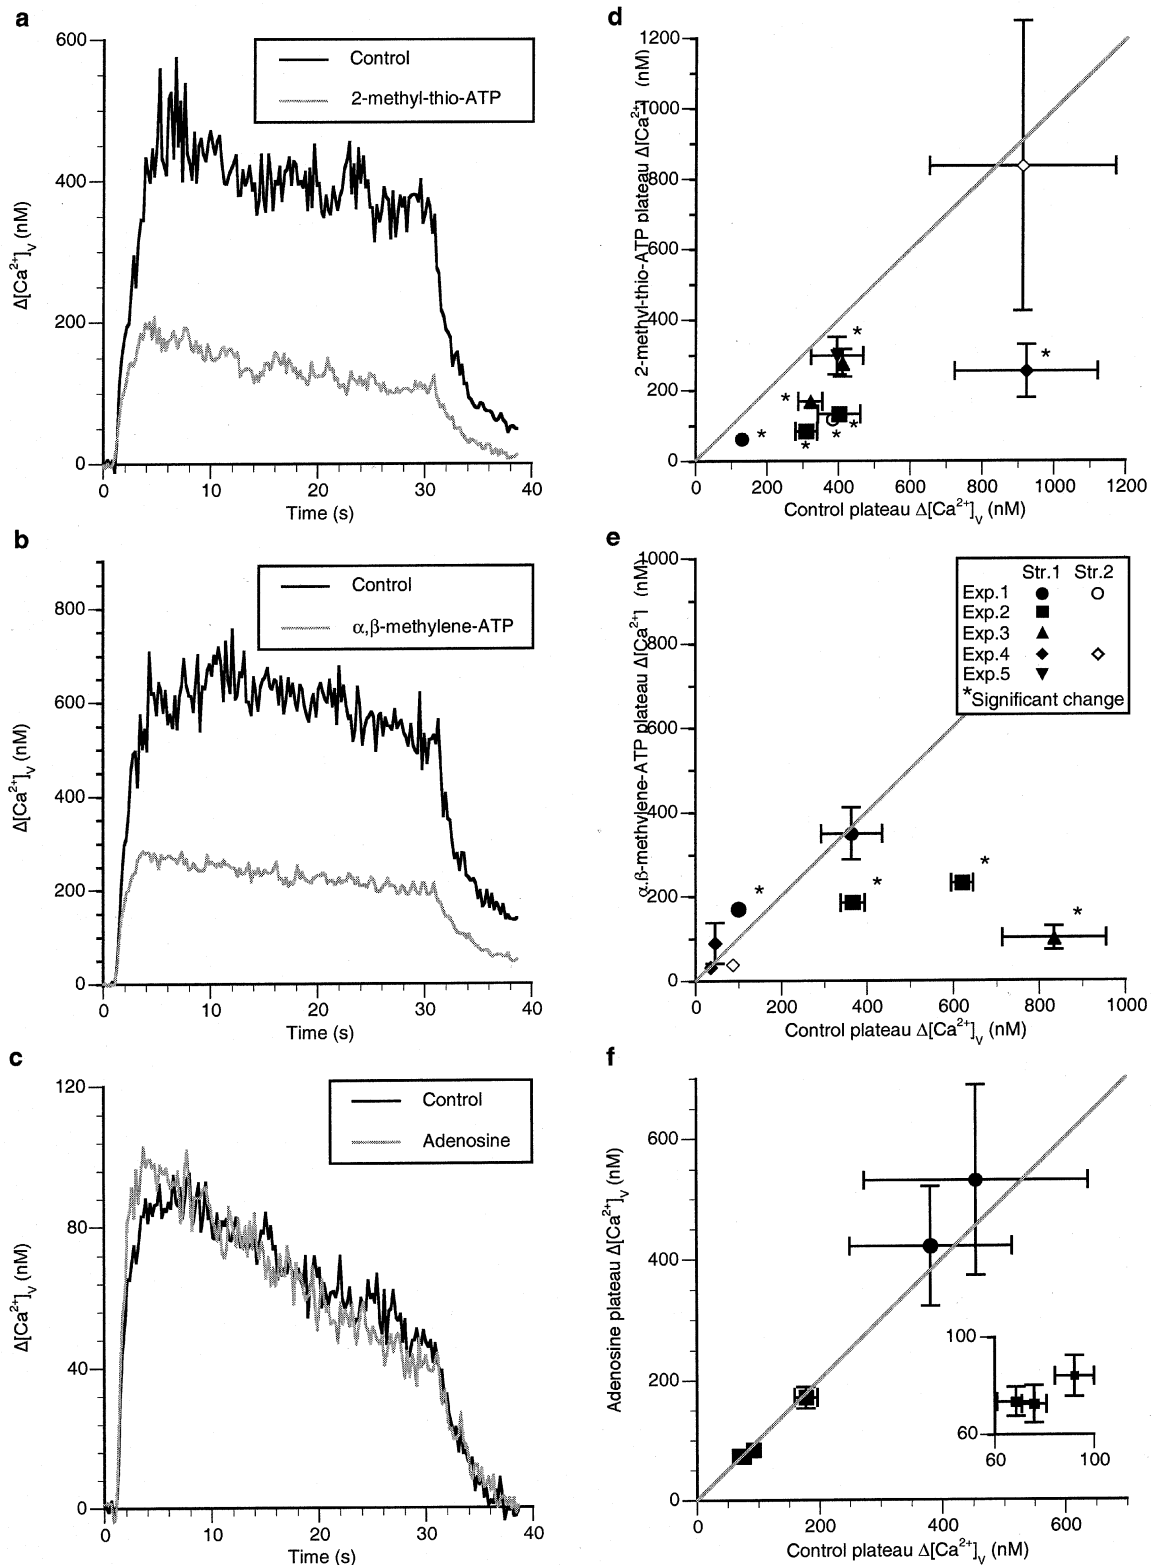 a
600
400
200
0
Δ[Ca²⁺]ᵥ (nM)
Control
2-methyl-thio-ATP
0 10 20 30 40
Time (s)
b
800
600
400
200
0
Δ[Ca²⁺]ᵥ (nM)
Control
α,β-methylene-ATP
0 10 20 30 40
Time (s)
c
120
80
40
0
Δ[Ca²⁺]ᵥ (nM)
Control
Adenosine
0 10 20 30 40
Time (s)
d
1200
1000
800
600
400
200
0
2-methyl-thio-ATP plateau Δ[Ca²⁺] (nM)
* * * * * * *
0 200 400 600 800 1000 1200
Control plateau Δ[Ca²⁺]ᵥ (nM)
e
1000
800
600
400
200
0
α,β-methylene-ATP plateau Δ[Ca²⁺] (nM)
Str.1 Str.2
Exp.1
Exp.2
Exp.3
Exp.4
Exp.5
*Significant change
* * * *
0 200 400 600 800 1000
Control plateau Δ[Ca²⁺]ᵥ (nM)
f
600
400
200
0
Adenosine plateau Δ[Ca²⁺]ᵥ (nM)
100
60
60 100
0 200 400 600
Control plateau Δ[Ca²⁺]ᵥ (nM)